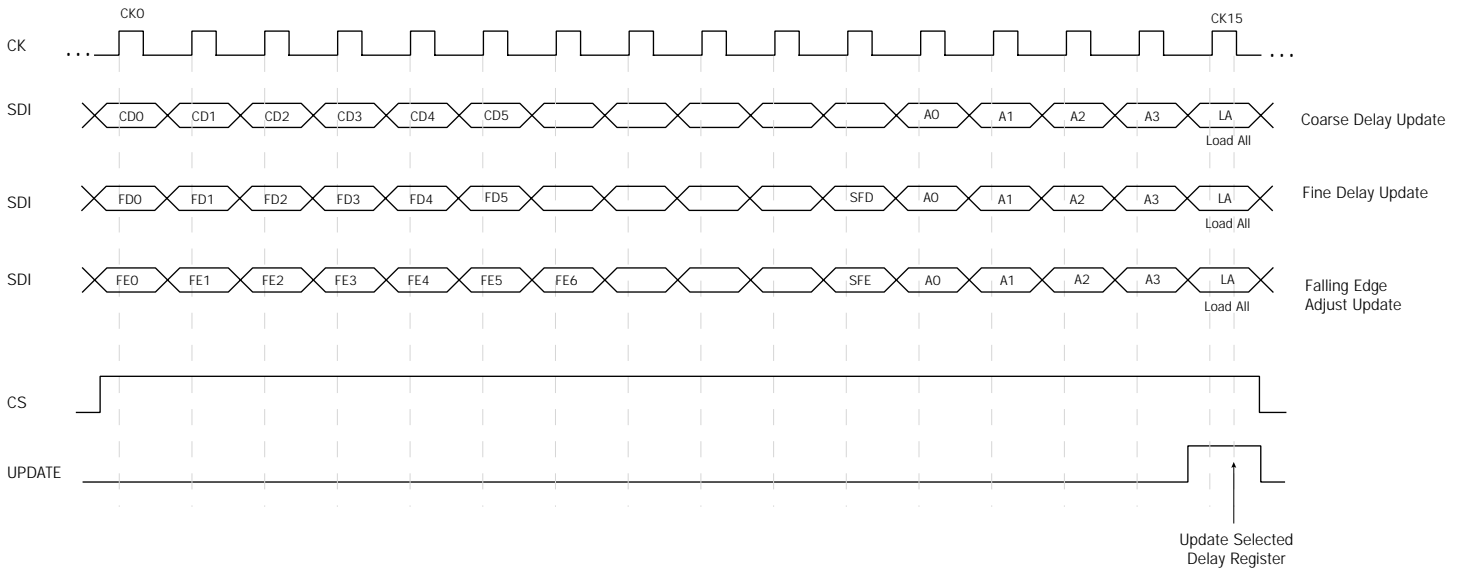 CK0
CK15
CK
... ...
SDI
CD0 CD1 CD2 CD3 CD4 CD5 A0 A1 A2 A3 LA
Coarse Delay Update
Load All
SDI
FD0 FD1 FD2 FD3 FD4 FD5 SFD A0 A1 A2 A3 LA
Fine Delay Update
Load All
SDI
FE0 FE1 FE2 FE3 FE4 FE5 FE6 SFE A0 A1 A2 A3 LA
Falling Edge
Adjust Update
Load All
CS
UPDATE
Update Selected
Delay Register